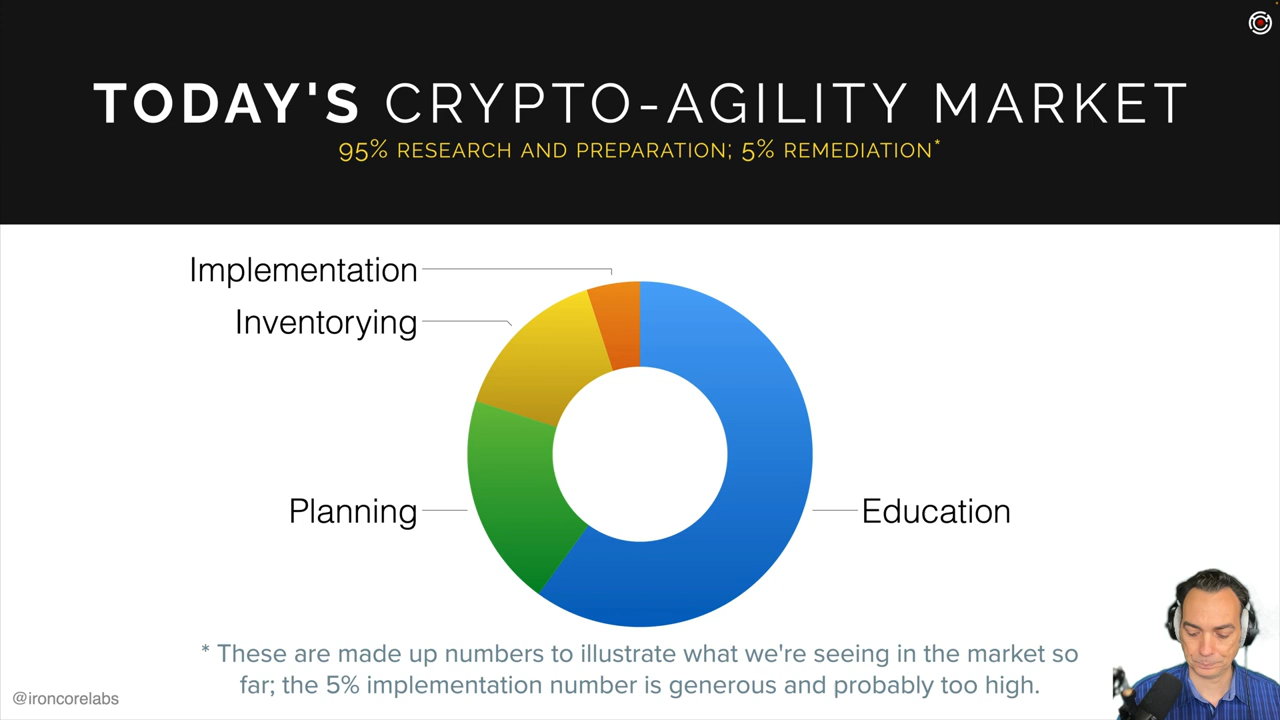 TODAY'S CRYPTO-AGILITY MARKET
95% RESEARCH AND PREPARATION; 5% REMEDIATION*
Implementation
Inventorying
Planning
Education
* These are made up numbers to illustrate what we're seeing in the market so
far; the 5% implementation number is generous and probably too high.
@ironcorelabs